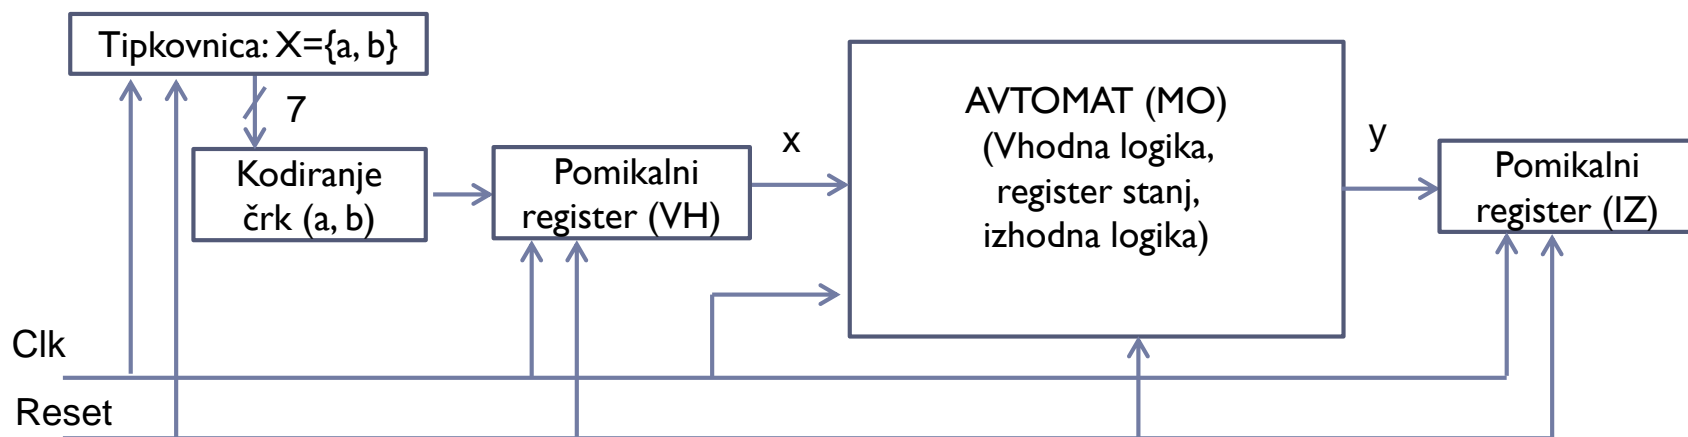 Tipkovnica: X={a, b}
7
Kodiranje
črk (a, b)
Pomikalni
register (VH)
x
AVTOMAT (MO)
(Vhodna logika,
register stanj,
izhodna logika)
y
Pomikalni
register (IZ)
Clk
Reset